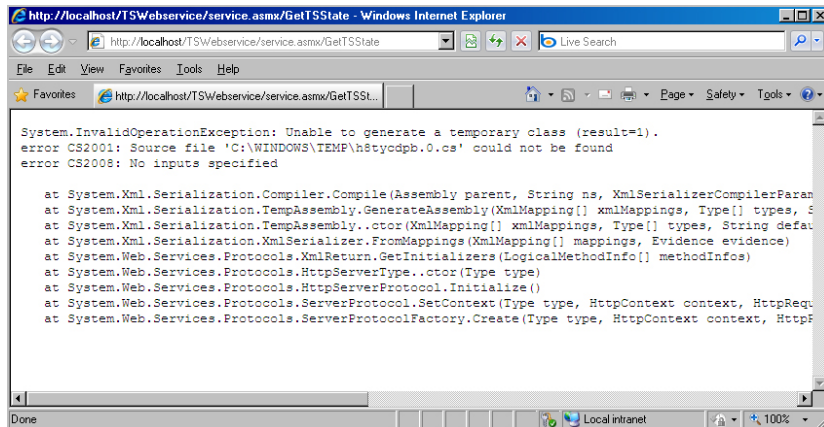 http://localhost/TSWebservice/service.asmx/GetTSState - Windows Internet Explorer
http://localhost/TSWebservice/service.asmx/GetTSState
Live Search
File Edit View Favorites Tools Help
Favorites http://localhost/TSWebservice/service.asmx/GetTSSt... Page Safety Tools
System.InvalidOperationException: Unable to generate a temporary class (result=1).
error CS2001: Source file 'C:\WINDOWS\TEMP\h8tycdpb.0.cs' could not be found
error CS2008: No inputs specified
at System.Xml.Serialization.Compiler.Compile(Assembly parent, String ns, XmlSerializerCompilerParam
at System.Xml.Serialization.TempAssembly.GenerateAssembly(XmlMapping[] xmlMappings, Type[] types, S
at System.Xml.Serialization.TempAssembly..ctor(XmlMapping[] xmlMappings, Type[] types, String defau
at System.Xml.Serialization.XmlSerializer.FromMappings(XmlMapping[] mappings, Evidence evidence)
at System.Web.Services.Protocols.XmlReturn.GetInitializers(LogicalMethodInfo[] methodInfos)
at System.Web.Services.Protocols.HttpServerType..ctor(Type type)
at System.Web.Services.Protocols.HttpServerProtocol.Initialize()
at System.Web.Services.Protocols.ServerProtocol.SetContext(Type type, HttpContext context, HttpRequ
at System.Web.Services.Protocols.ServerProtocolFactory.Create(Type type, HttpContext context, HttpR
Done Local intranet 100%